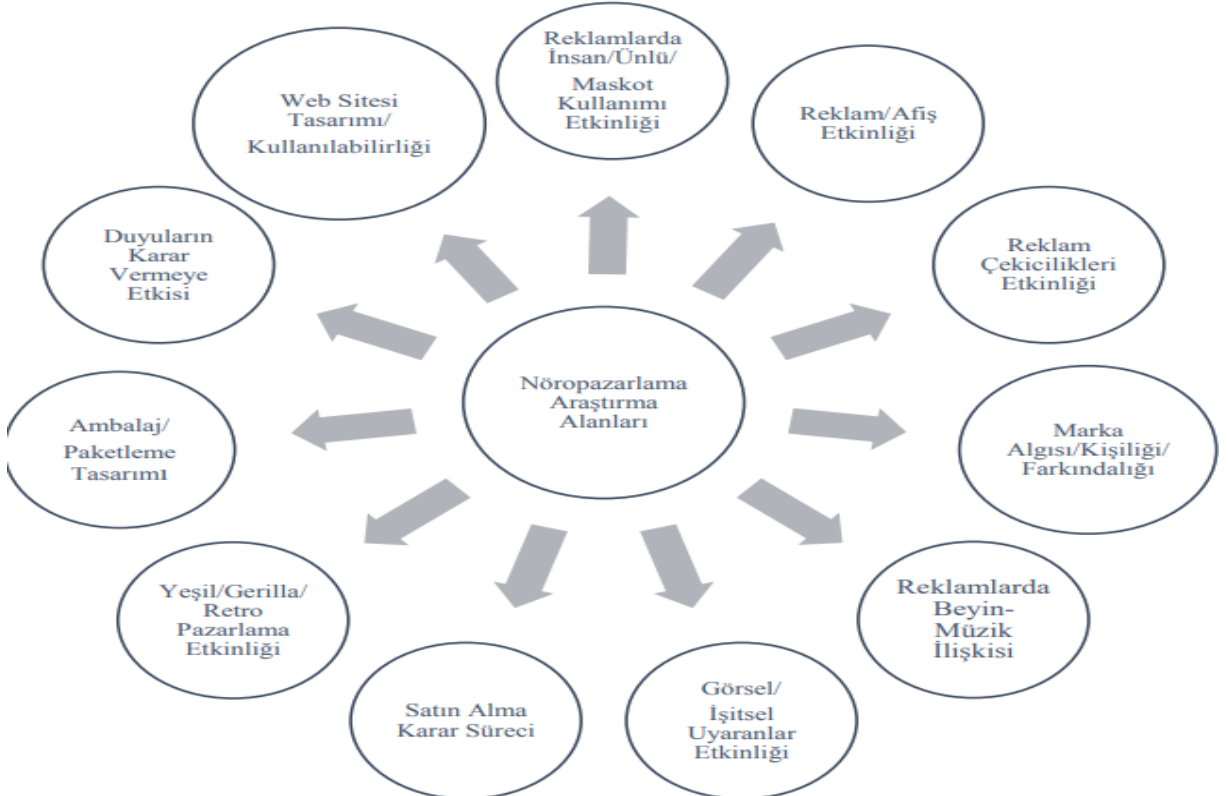 Reklamlarda
İnsan/Ünlü/
Maskot
Kullanımı
Etkinliği
Reklam/Afiş
Etkinliği
Reklam
Çekicilikleri
Etkinliği
Marka
Algısı/Kişiliği/
Farkındalığı
Reklamlarda
Beyin-
Müzik
İlişkisi
Görsel/
İşitsel
Uyaranlar
Etkinliği
Satın Alma
Karar Süreci
Yeşil/Gerilla/
Retro
Pazarlama
Etkinliği
Ambalaj/
Paketleme
Tasarımı
Duyuların
Karar
Vermeye
Etkisi
Web Sitesi
Tasarımı/
Kullanılabilirliği
Nöropazarlama
Araştırma
Alanları